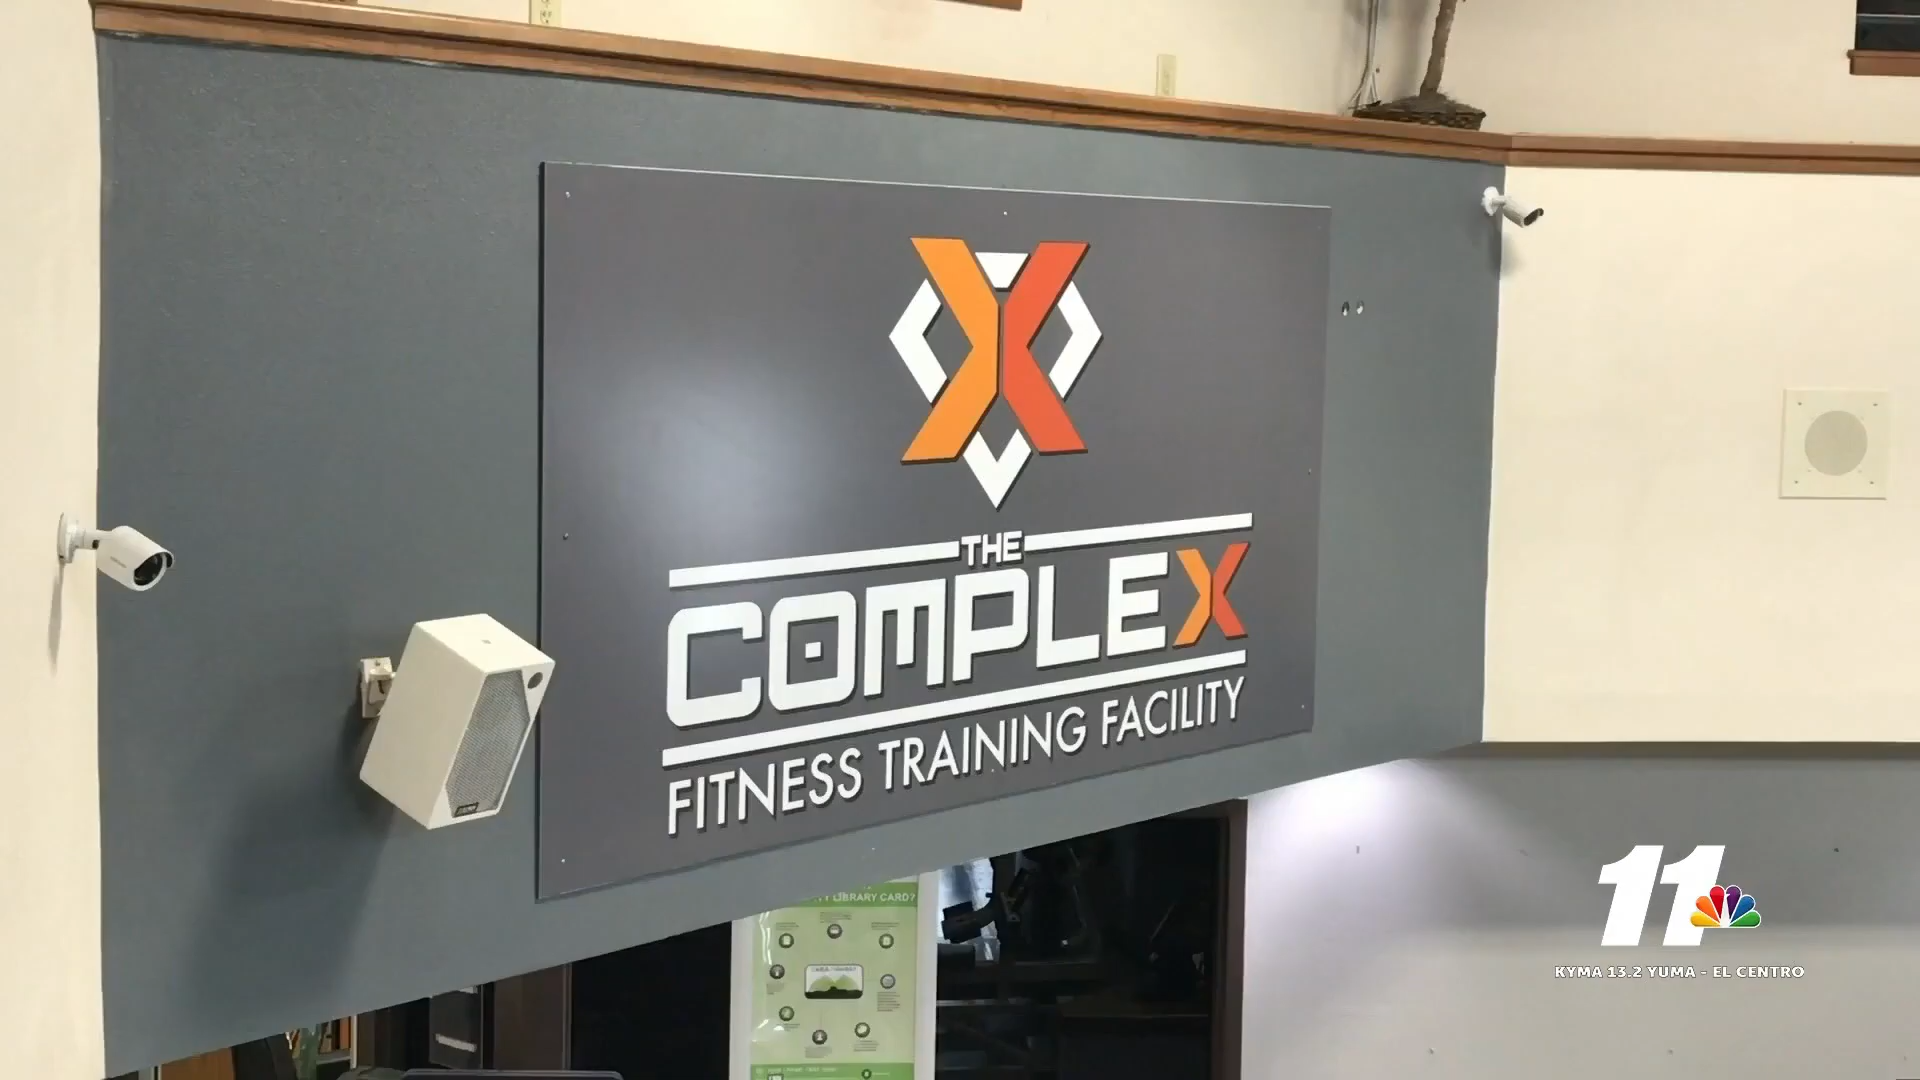 THE
COMPLEX
FITNESS TRAINING FACILITY
LIBRARY CARD?
11
KYMA 13.2 YUMA - EL CENTRO